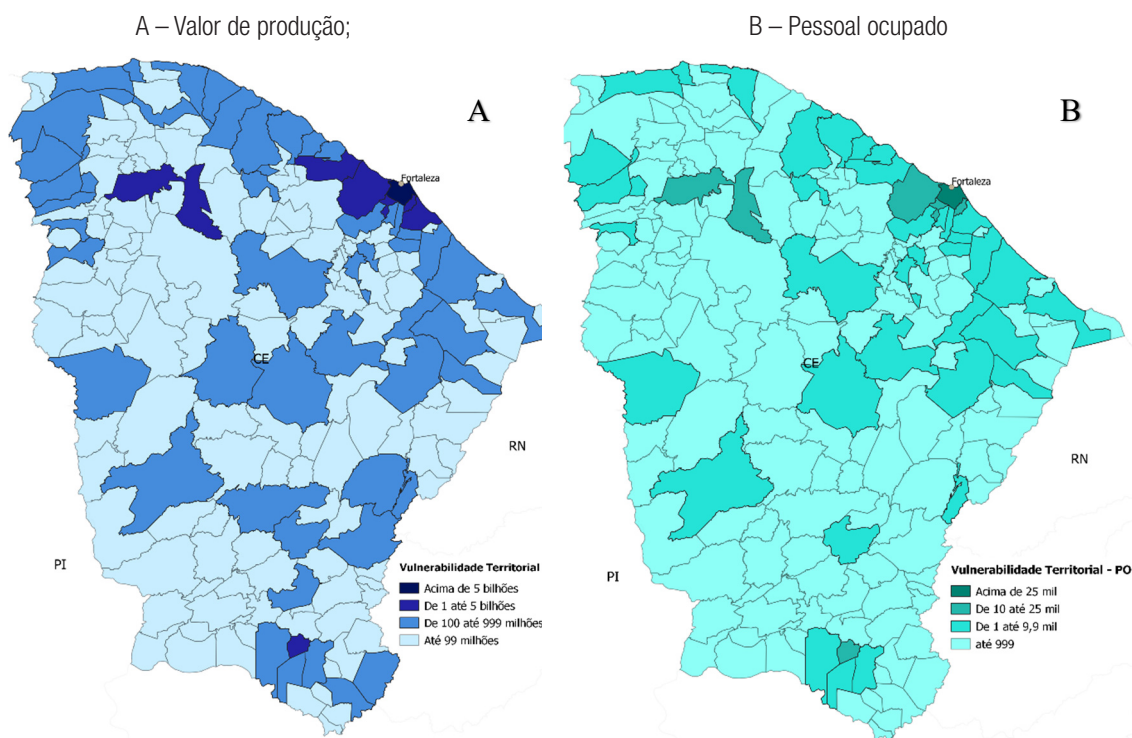 A – Valor de produção;
B – Pessoal ocupado
A
Fortaleza
CE
RN
PI
Vulnerabilidade Territorial
Acima de 5 bilhões
De 1 até 5 bilhões
De 100 até 999 milhões
Até 99 milhões
B
Fortaleza
CE
RN
PI
Vulnerabilidade Territorial - PO
Acima de 25 mil
De 10 até 25 mil
De 1 até 9,9 mil
até 999